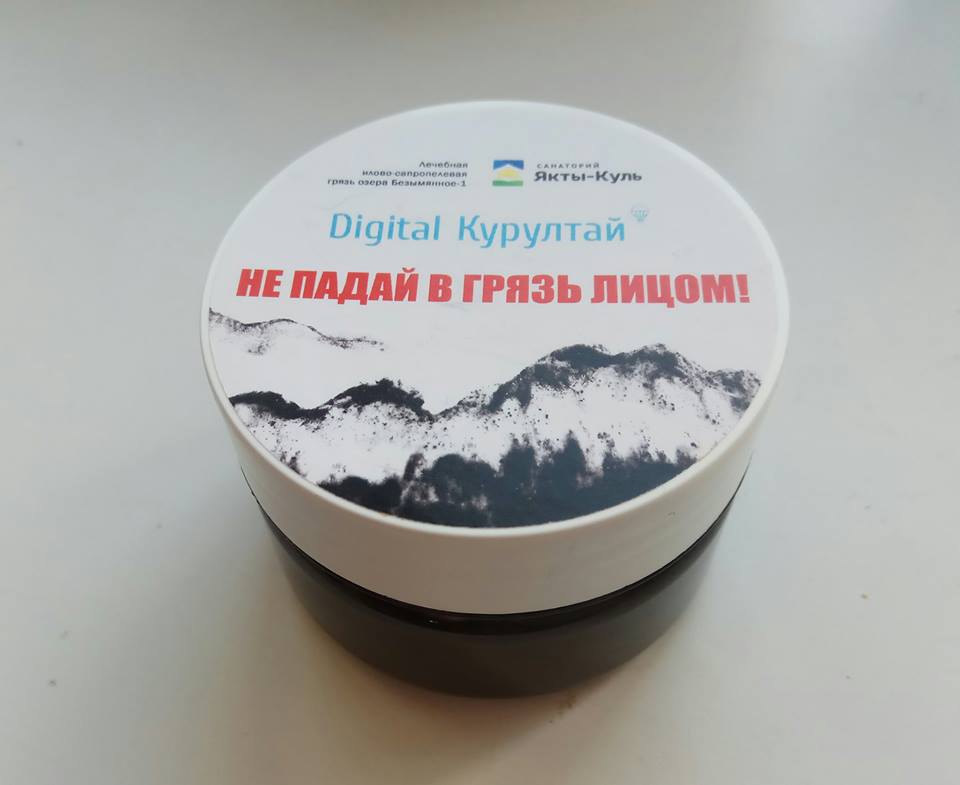 Лечебная
илово-сапропелевая
грязь озера Безымянное-1
САНАТОРИЙ
Якты-Куль
Digital Курултай
НЕ ПАДАЙ В ГРЯЗЬ ЛИЦОМ!